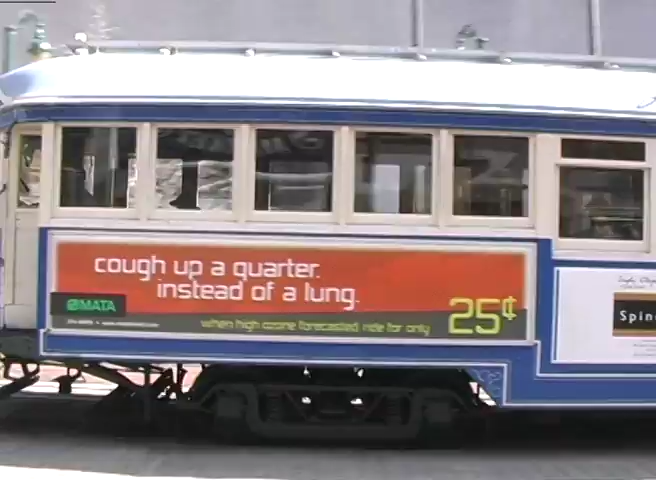 cough up a quarter.
instead of a lung.
@MATA
when high ozone forecasted ride for only
25¢
Spin